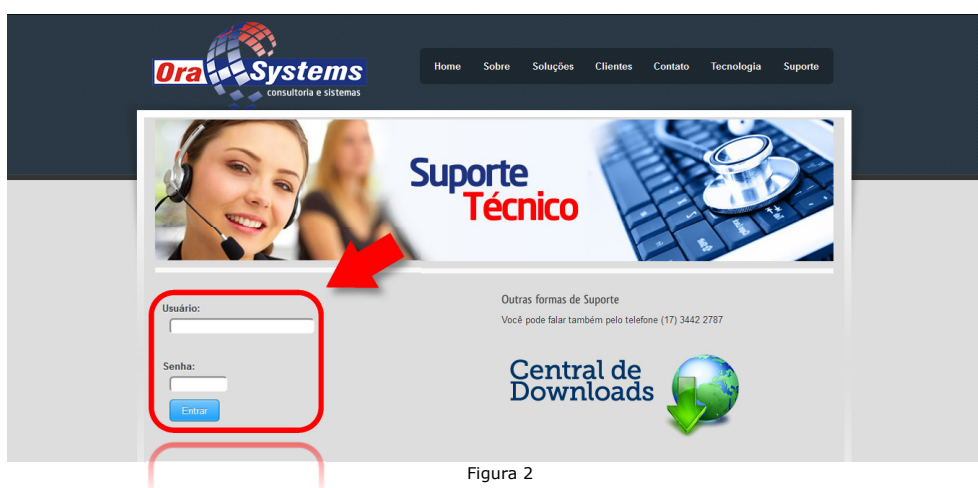 Ora Systems
consultoria e sistemas
Home Sobre Soluções Clientes Contato Tecnologia Suporte
Suporte
Técnico
Usuário:
Senha:
Entrar
Outras formas de Suporte
Você pode falar também pelo telefone (17) 3442 2787
Central de
Downloads
Figura 2